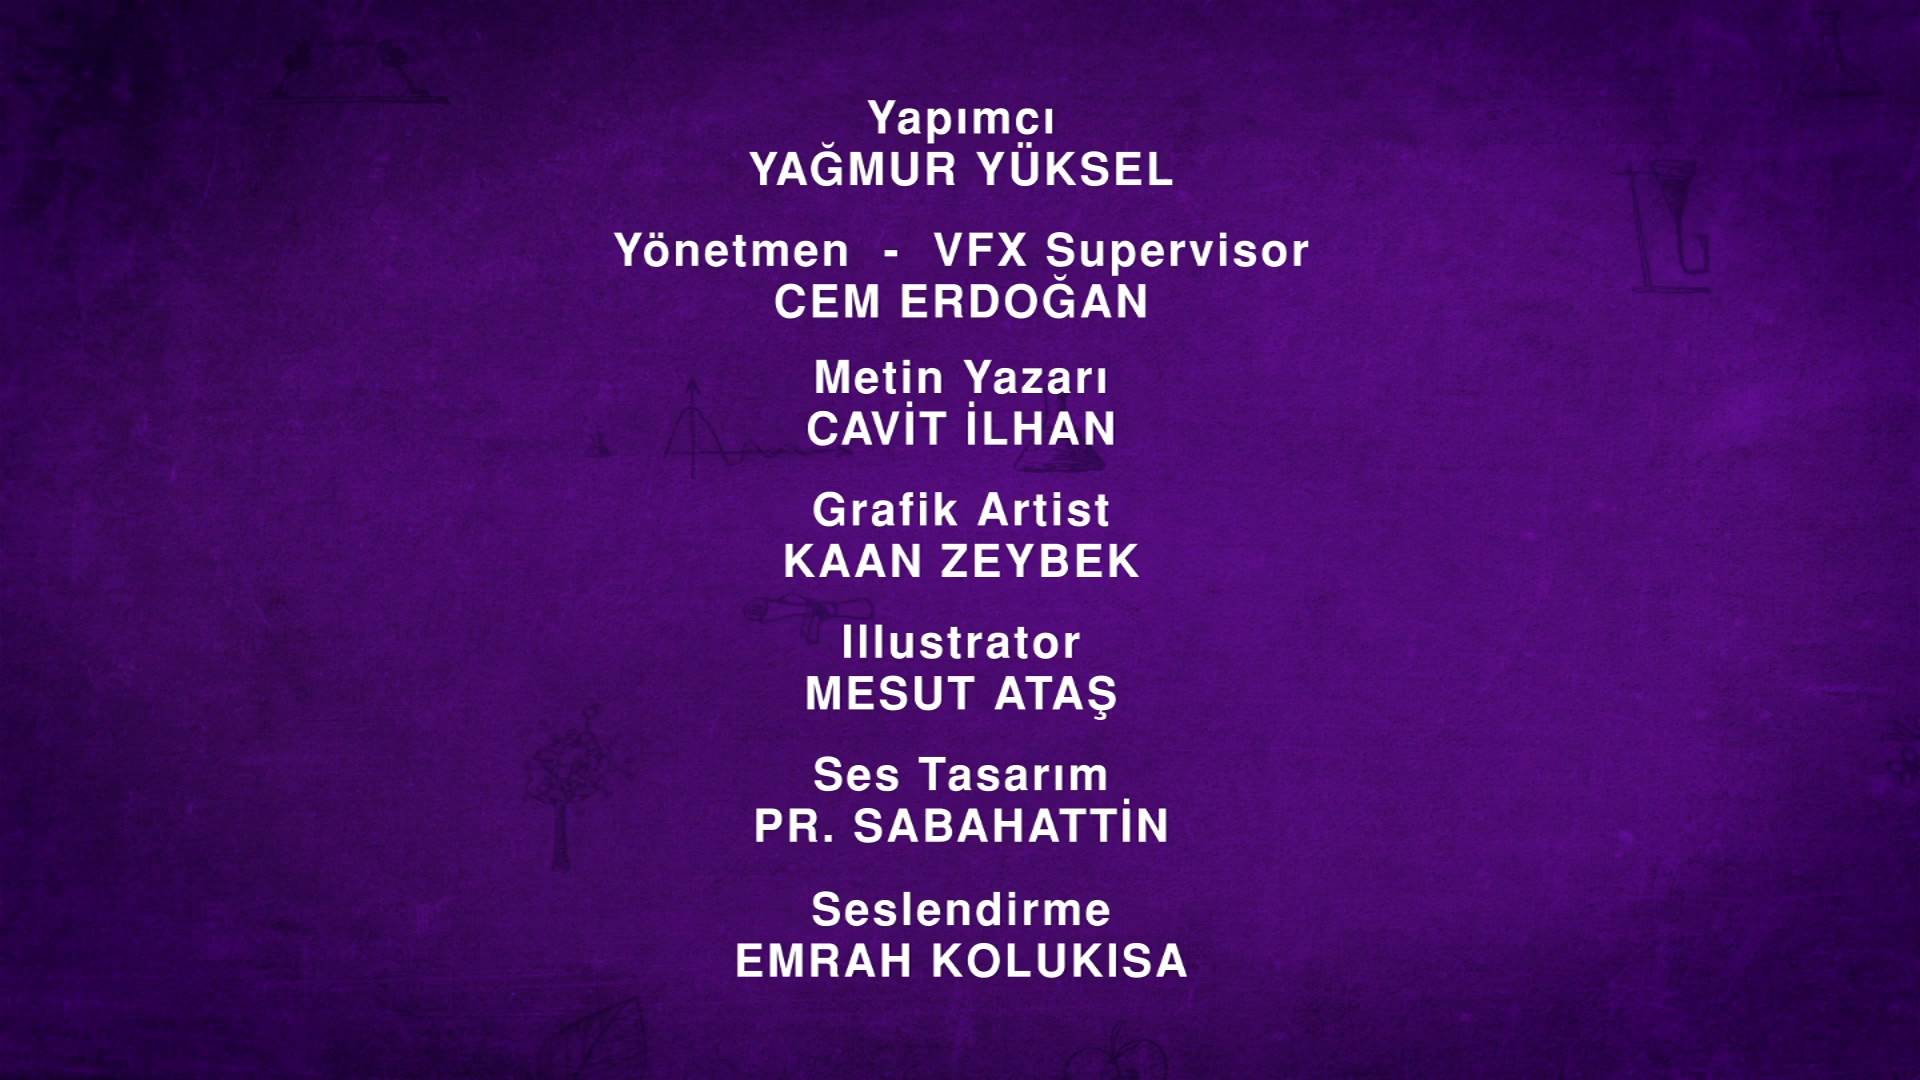 Yapımcı
YAĞMUR YÜKSEL
Yönetmen - VFX Supervisor
CEM ERDOĞAN
Metin Yazarı
CAVİT İLHAN
Grafik Artist
KAAN ZEYBEK
Illustrator
MESUT ATAŞ
Ses Tasarım
PR. SABAHATTİN
Seslendirme
EMRAH KOLUKISA